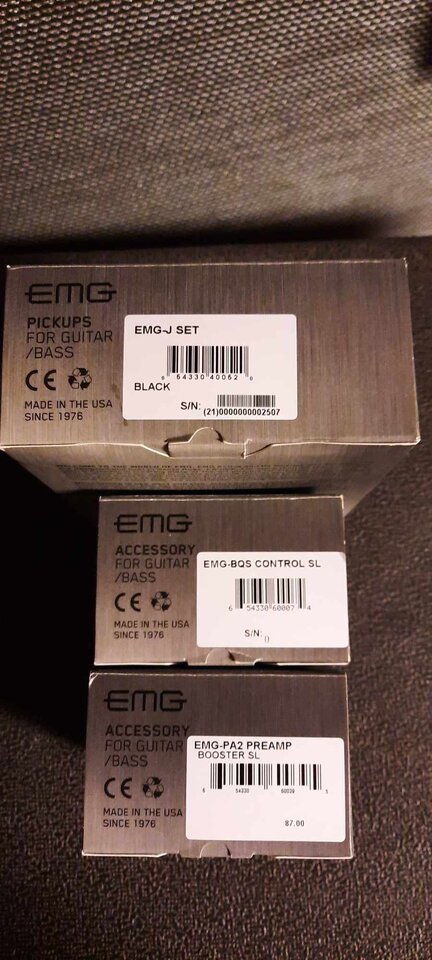 EMG
PICKUPS
FOR GUITAR
/BASS
CE
MADE IN THE USA
SINCE 1976
EMG-J SET
6 54330 40052 0
BLACK
S/N: (21)0000000002507
EMG
ACCESSORY
FOR GUITAR
/BASS
CE
MADE IN THE USA
SINCE 1976
EMG-BQS CONTROL SL
6 54330 60007 4
S/N: ()
EMG
ACCESSORY
FOR GUITAR
/BASS
CE
MADE IN THE USA
SINCE 1976
EMG-PA2 PREAMP
BOOSTER SL
6 54330 60039 5
87.00